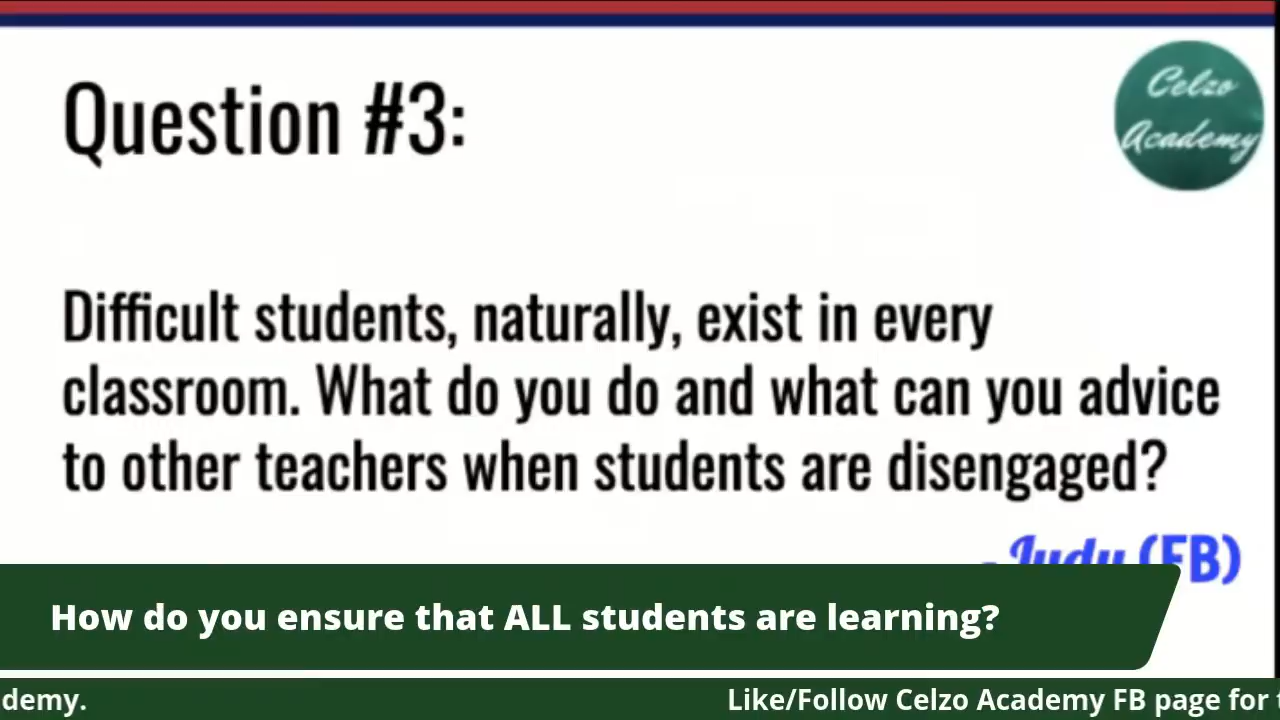 Question #3:
Celzo
Academy
Difficult students, naturally, exist in every
classroom. What do you do and what can you advice
to other teachers when students are disengaged?
- Judy (FB)
How do you ensure that ALL students are learning?
demy.
Like/Follow Celzo Academy FB page for